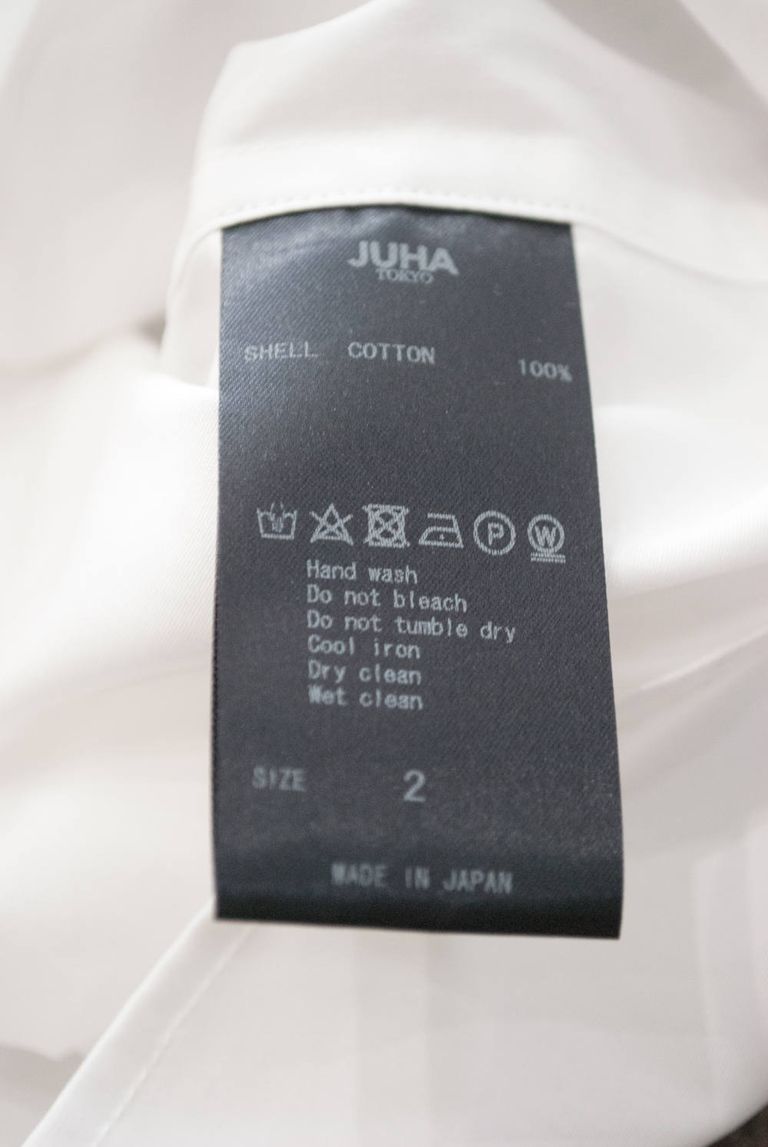 JUHA
TOKYO
SHELL COTTON 100%
P W
Hand wash
Do not bleach
Do not tumble dry
Cool iron
Dry clean
Wet clean
SIZE 2
MADE IN JAPAN